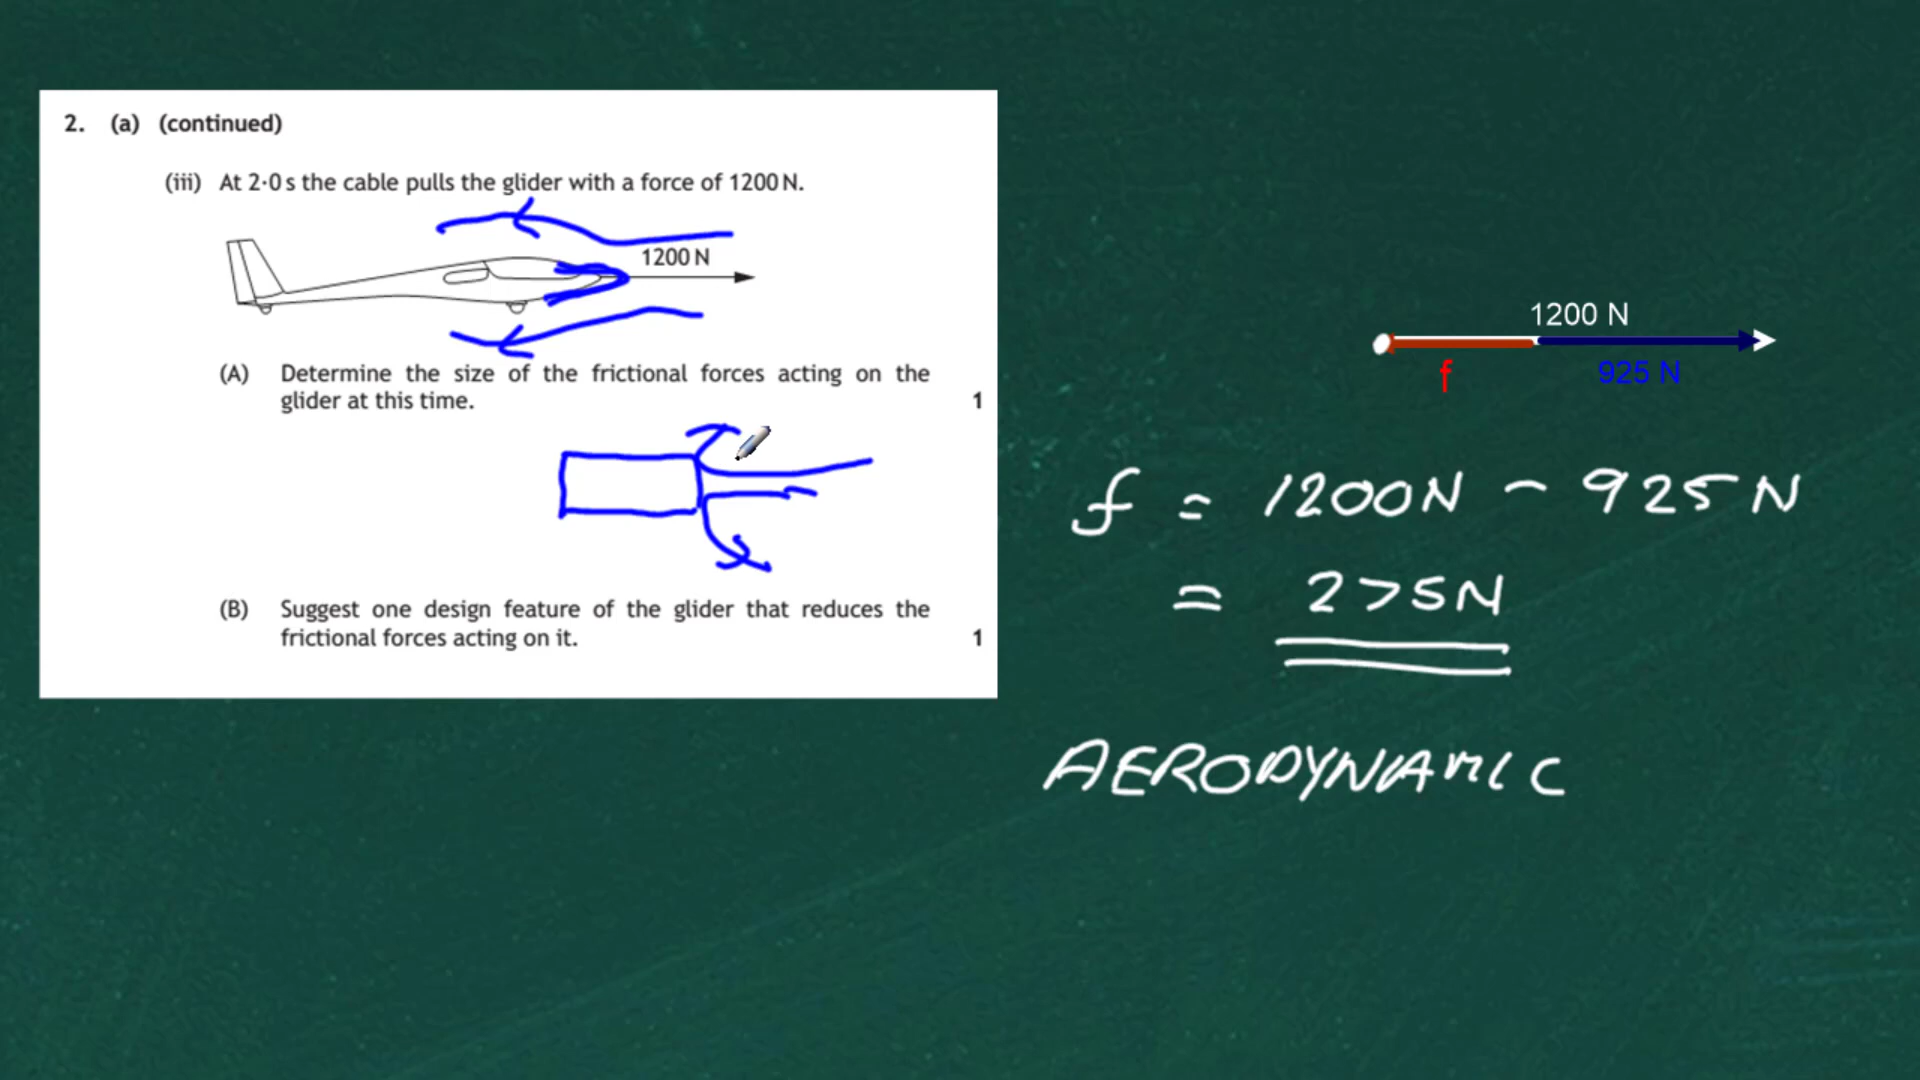 2. (a) (continued)
(iii) At 2·0 s the cable pulls the glider with a force of 1200 N.
1200 N
(A) Determine the size of the frictional forces acting on the
glider at this time. 1
(B) Suggest one design feature of the glider that reduces the
frictional forces acting on it. 1
1200 N
f 925 N
f = 1200N - 925N
= 275N
AERODYNAMIC